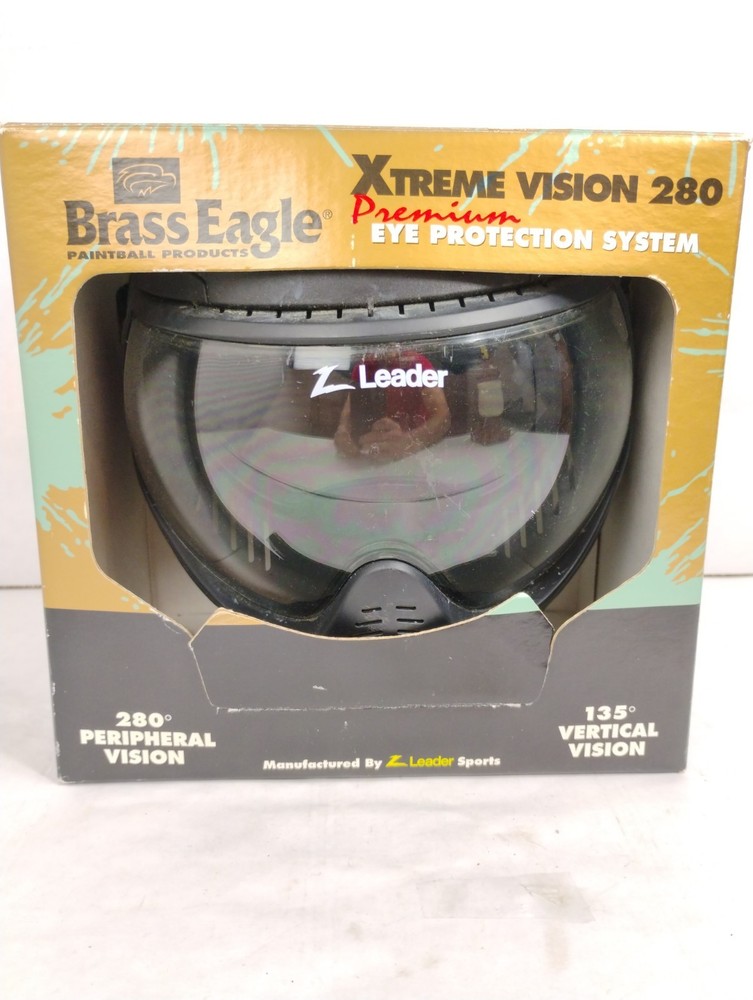 Brass Eagle®
PAINTBALL PRODUCTS
XTREME VISION 280
Premium
EYE PROTECTION SYSTEM
Z Leader
280°
PERIPHERAL
VISION
135°
VERTICAL
VISION
Manufactured By Z Leader Sports